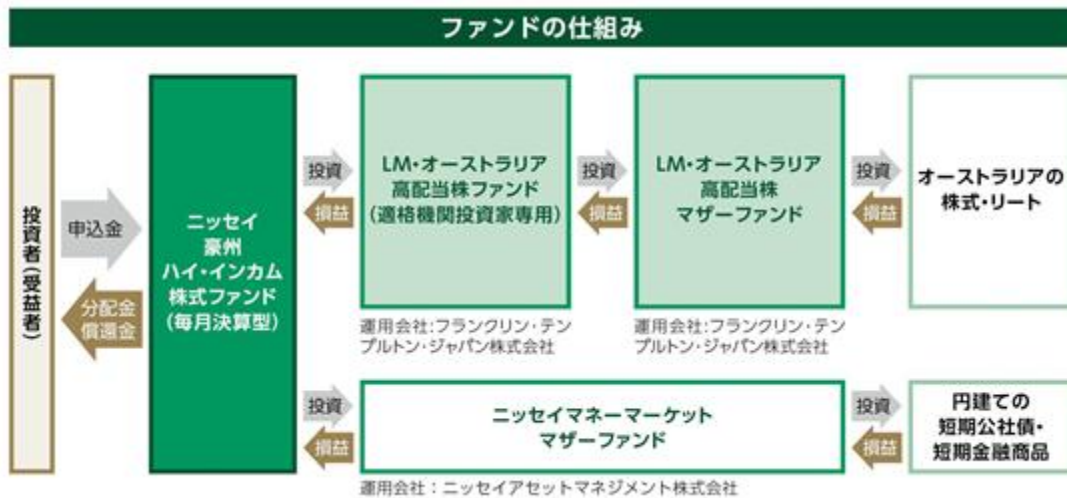 ファンドの仕組み
投資者(受益者)
申込金
分配金
償還金
ニッセイ
豪州
ハイ・インカム
株式ファンド
(毎月決算型)
投資
損益
LM・オーストラリア
高配当株ファンド
(適格機関投資家専用)
運用会社:フランクリン・テン
プルトン・ジャパン株式会社
投資
損益
LM・オーストラリア
高配当株
マザーファンド
運用会社:フランクリン・テン
プルトン・ジャパン株式会社
投資
損益
オーストラリアの
株式・リート
投資
損益
ニッセイマネーマーケット
マザーファンド
運用会社:ニッセイアセットマネジメント株式会社
投資
損益
円建ての
短期公社債・
短期金融商品